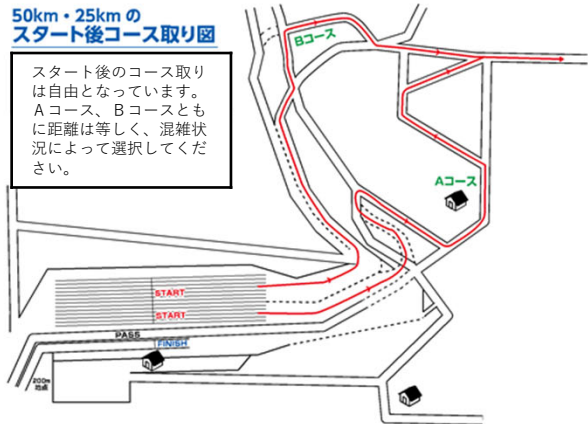 50km・25kmの
スタート後コース取り図
スタート後のコース取り
は自由となっています。
Aコース、Bコースとも
に距離は等しく、混雑状
況によって選択してくだ
さい。
Bコース
Aコース
START
START
PASS
FINISH
200m
地点